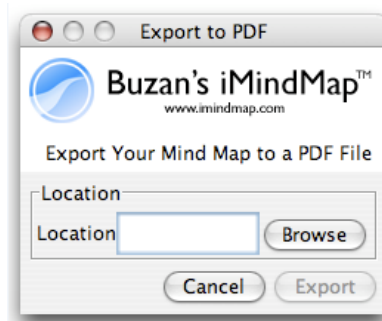 Export to PDF
Buzan's iMindMap™
www.imindmap.com
Export Your Mind Map to a PDF File
Location
Location Browse
Cancel Export